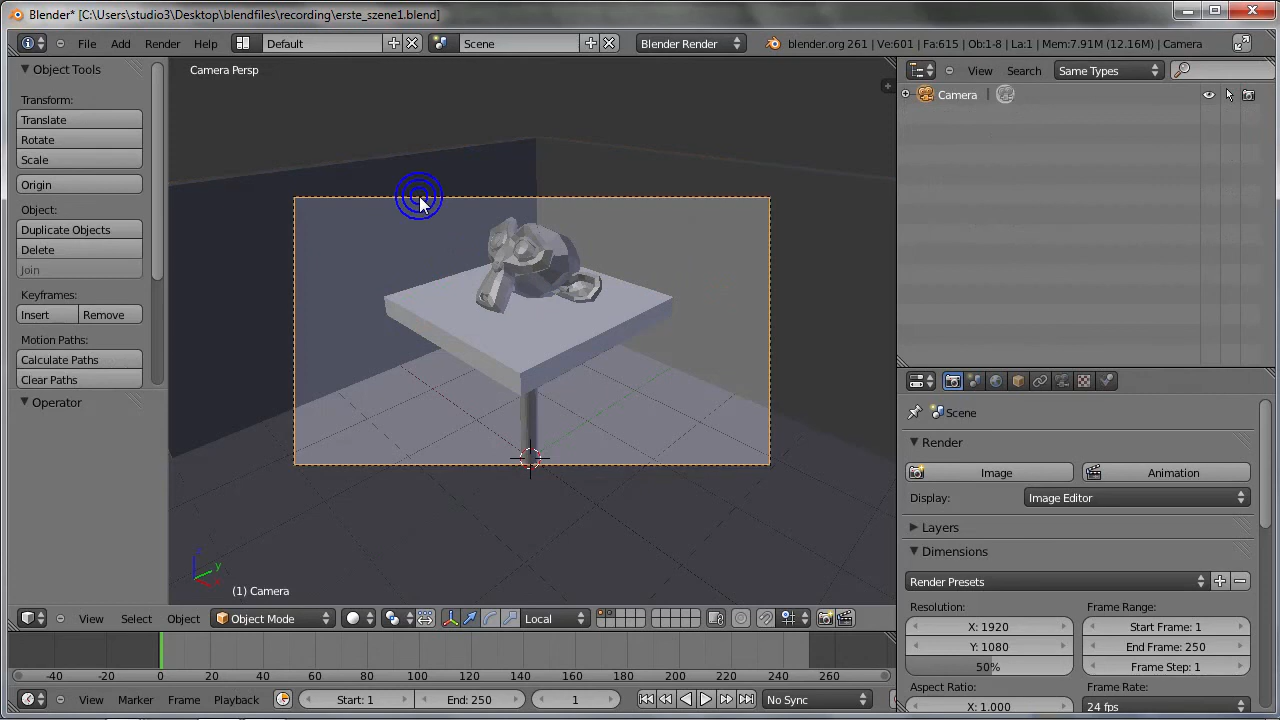 Blender* [C:\Users\studio3\Desktop\blendfiles\recording\erste_szene1.blend]
File Add Render Help Default Scene Blender Render blender.org 261 | Ve:601 | Fa:615 | Ob:1-8 | La:1 | Mem:7.91M (12.16M) | Camera
Object Tools
Transform:
Translate
Rotate
Scale
Origin
Object:
Duplicate Objects
Delete
Join
Keyframes:
Insert Remove
Motion Paths:
Calculate Paths
Clear Paths
Operator
Camera Persp
z
y
x
(1) Camera
View Select Object Object Mode Local
-40 -20 0 20 40 60 80 100 120 140 160 180 200 220 240 260
View Marker Frame Playback Start: 1 End: 250 1 No Sync
View Search Same Types
Camera
Scene
Render
Image Animation
Display: Image Editor
Layers
Dimensions
Render Presets
Resolution: Frame Range:
X: 1920 Start Frame: 1
Y: 1080 End Frame: 250
50% Frame Step: 1
Aspect Ratio: Frame Rate:
X: 1.000 24 fps